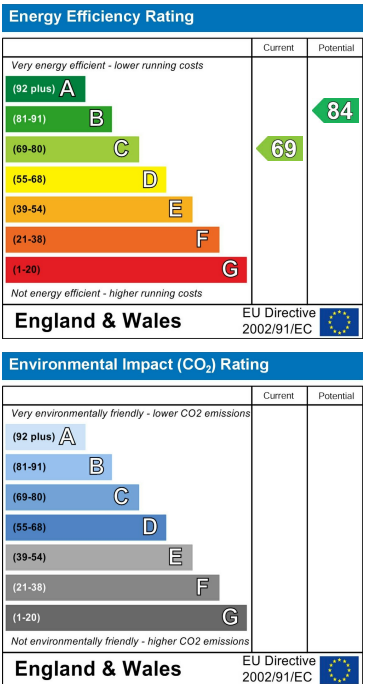 Energy Efficiency Rating
Current Potential
Very energy efficient - lower running costs
(92 plus) A
(81-91) B
84
(69-80) C
69
(55-68) D
(39-54) E
(21-38) F
(1-20) G
Not energy efficient - higher running costs
England & Wales
EU Directive
2002/91/EC
Environmental Impact (CO₂) Rating
Current Potential
Very environmentally friendly - lower CO2 emissions
(92 plus) A
(81-91) B
(69-80) C
(55-68) D
(39-54) E
(21-38) F
(1-20) G
Not environmentally friendly - higher CO2 emissions
England & Wales
EU Directive
2002/91/EC